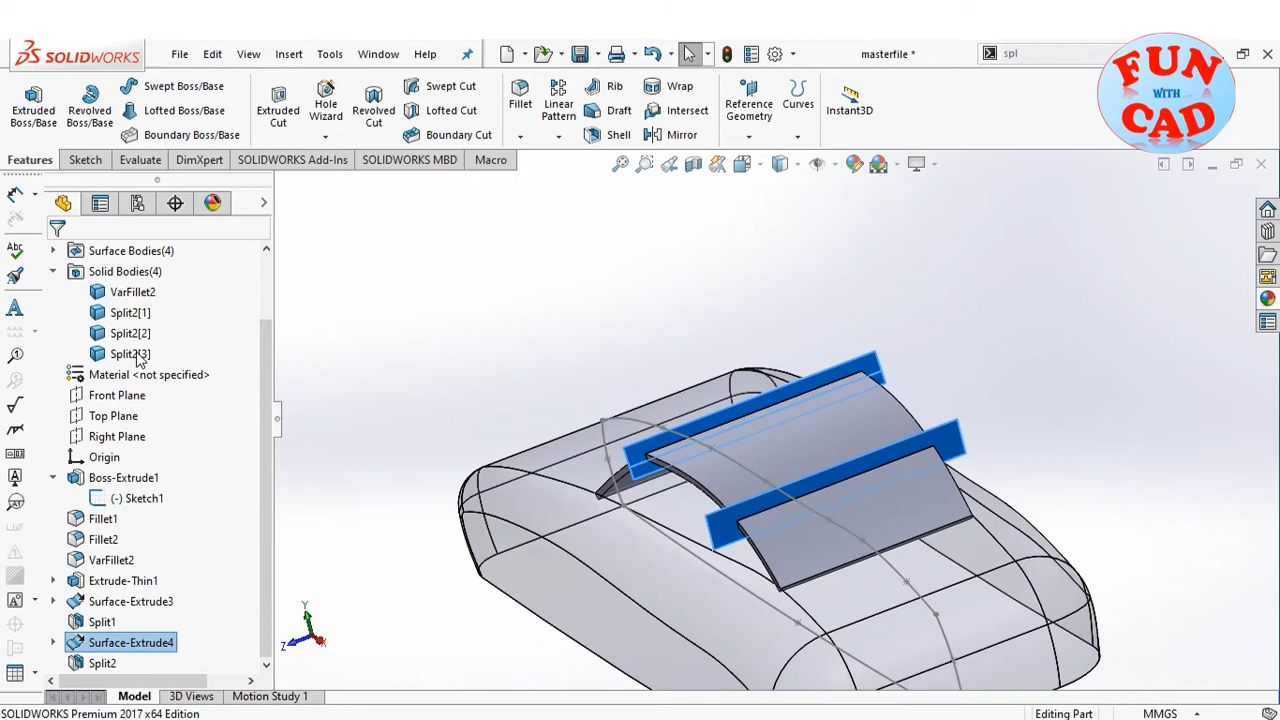 SOLIDWORKS
File
Edit
View
Insert
Tools
Window
Help
masterfile *
spl
FUN
WITH
CAD
Extruded
Boss/Base
Revolved
Boss/Base
Swept Boss/Base
Lofted Boss/Base
Boundary Boss/Base
Extruded
Cut
Hole
Wizard
Revolved
Cut
Swept Cut
Lofted Cut
Boundary Cut
Fillet
Linear
Pattern
Rib
Draft
Shell
Wrap
Intersect
Mirror
Reference
Geometry
Curves
Instant3D
Features
Sketch
Evaluate
DimXpert
SOLIDWORKS Add-Ins
SOLIDWORKS MBD
Macro
Abc
Surface Bodies(4)
Solid Bodies(4)
VarFillet2
Split2[1]
Split2[2]
Split2[3]
Material <not specified>
Front Plane
Top Plane
Right Plane
Origin
Boss-Extrude1
(-) Sketch1
Fillet1
Fillet2
VarFillet2
Extrude-Thin1
Surface-Extrude3
Split1
Surface-Extrude4
Split2
Y
Z
X
Model
3D Views
Motion Study 1
SOLIDWORKS Premium 2017 x64 Edition
Editing Part
MMGS